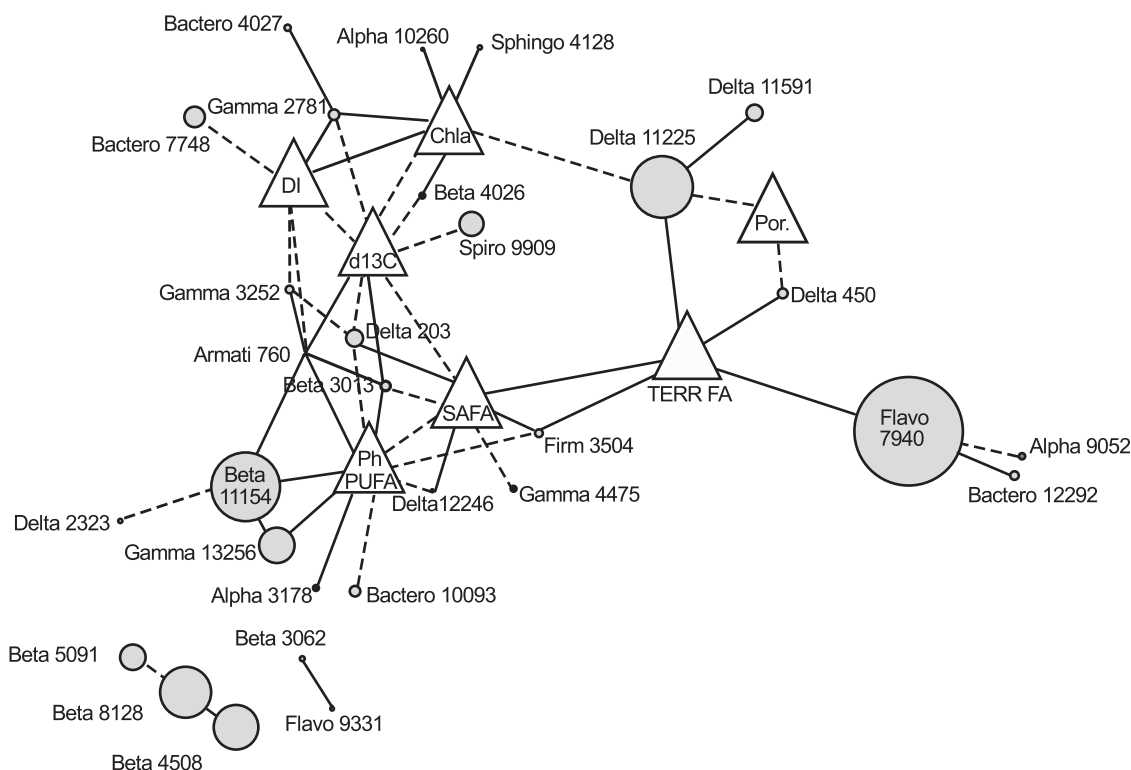 Bactero 4027
Alpha 10260
Sphingo 4128
Gamma 2781
Delta 11591
Bactero 7748
Chla
Delta 11225
DI
Beta 4026
Por.
Spiro 9909
d13C
Gamma 3252
Delta 450
Delta 203
Armati 760
Beta 3013
TERR FA
SAFA
Flavo
7940
Firm 3504
Alpha 9052
Ph
PUFA
Beta
11154
Bactero 12292
Gamma 4475
Delta12246
Delta 2323
Gamma 13256
Alpha 3178
Bactero 10093
Beta 3062
Beta 5091
Beta 8128
Flavo 9331
Beta 4508